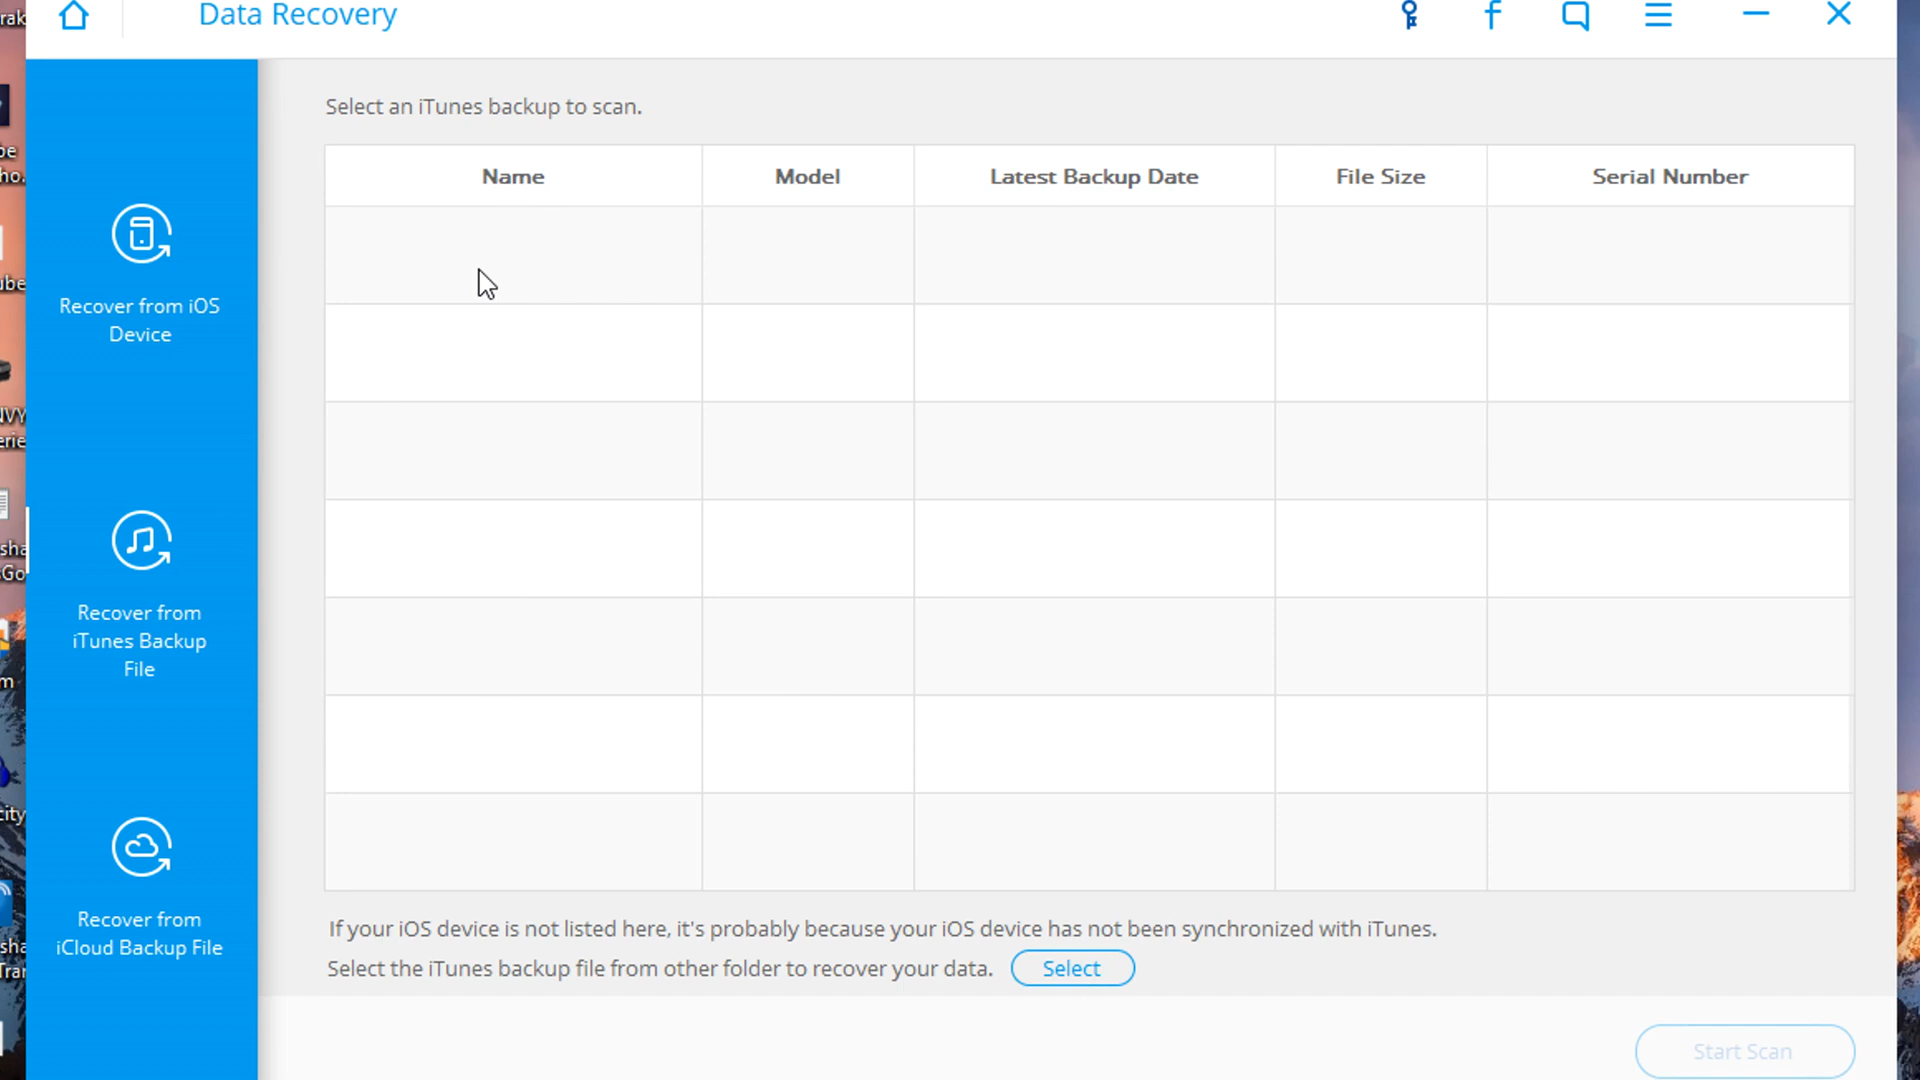 Data Recovery
Select an iTunes backup to scan.
Name Model Latest Backup Date File Size Serial Number
Recover from iOS
Device
Recover from
iTunes Backup
File
Recover from
iCloud Backup File
If your iOS device is not listed here, it's probably because your iOS device has not been synchronized with iTunes.
Select the iTunes backup file from other folder to recover your data. Select
Start Scan